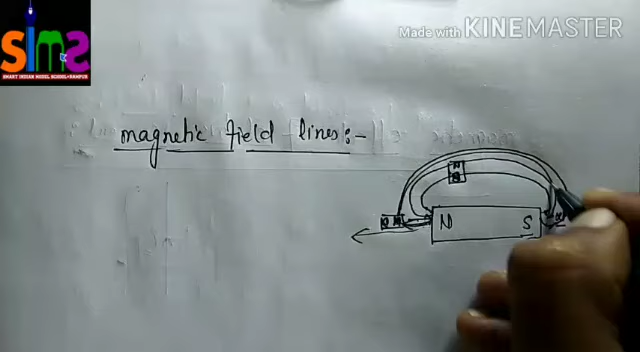 Made with KINEMASTER
SIMS
SMART INDIAN MODEL SCHOOL-RAMPUR
magnetic field lines:-
N S